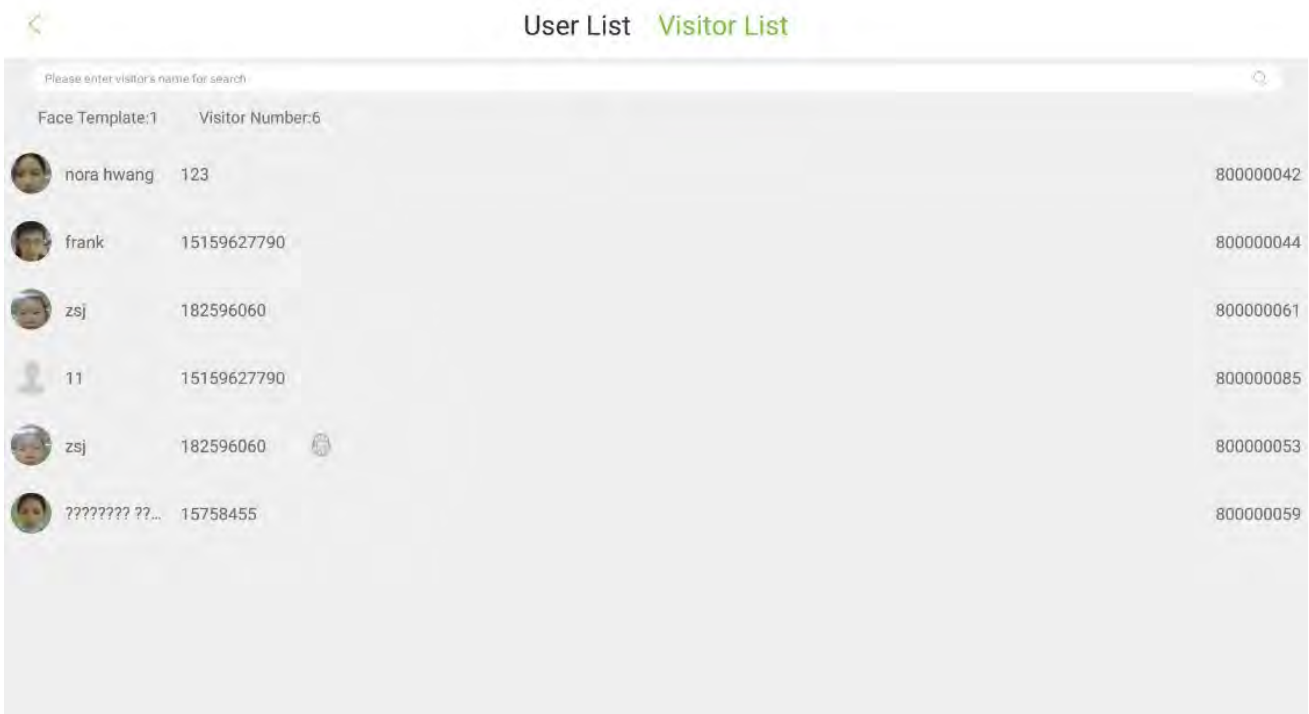 User List Visitor List
Please enter visitor's name for search
Face Template:1 Visitor Number:6
nora hwang 123 800000042
frank 15159627790 800000044
zsj 182596060 800000061
11 15159627790 800000085
zsj 182596060 800000053
???????? ??... 15758455 800000059